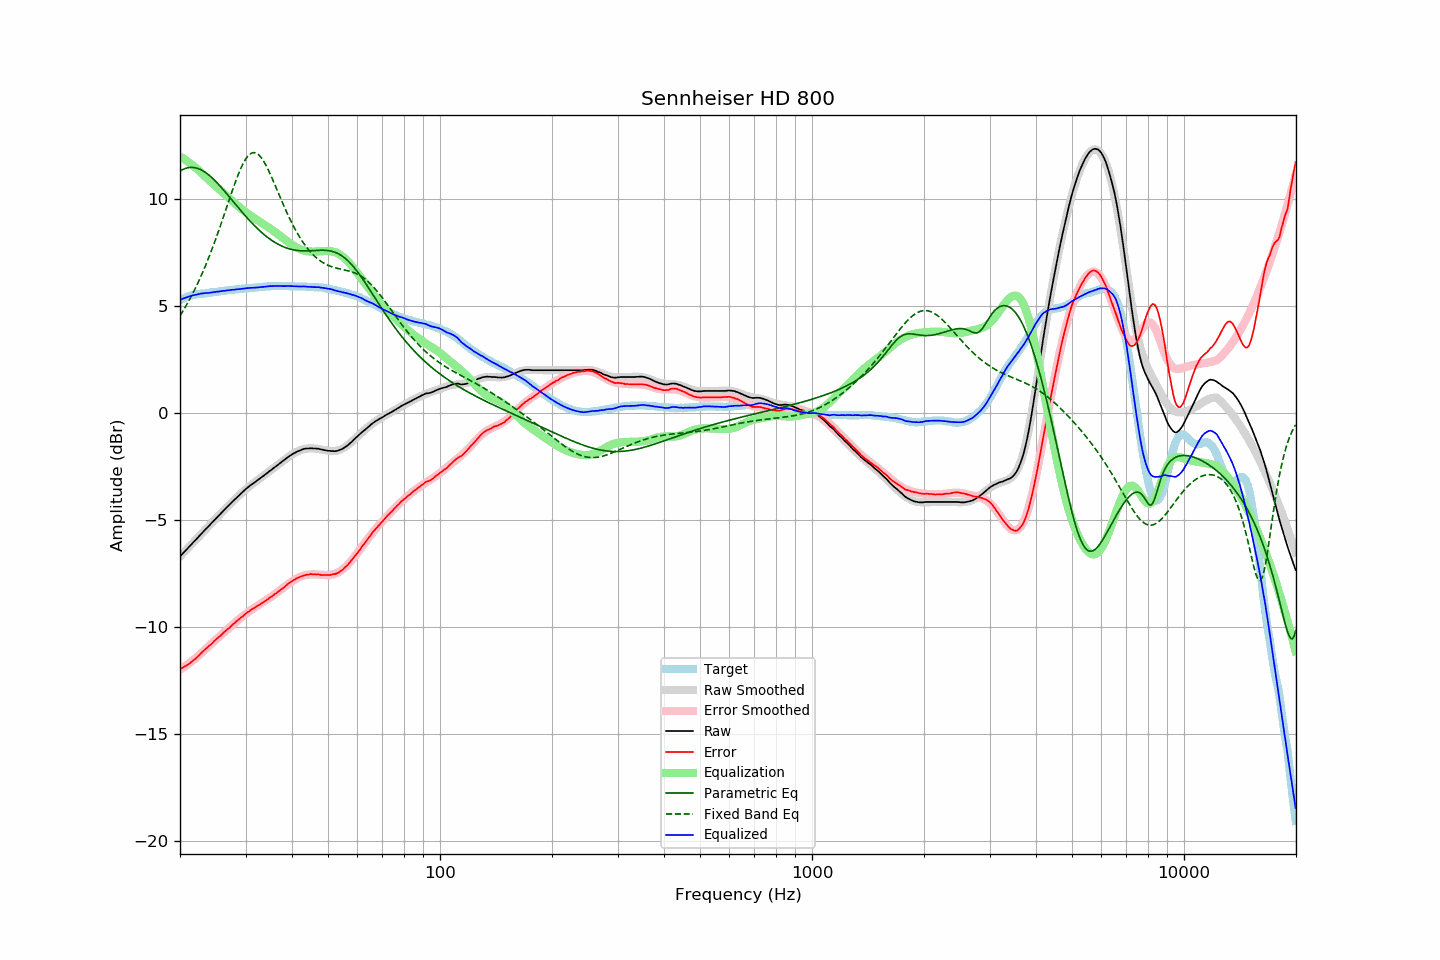 Sennheiser HD 800
Amplitude (dBr)
10
5
0
−5
−10
−15
−20
Target
Raw Smoothed
Error Smoothed
Raw
Error
Equalization
Parametric Eq
Fixed Band Eq
Equalized
100
1000
10000
Frequency (Hz)